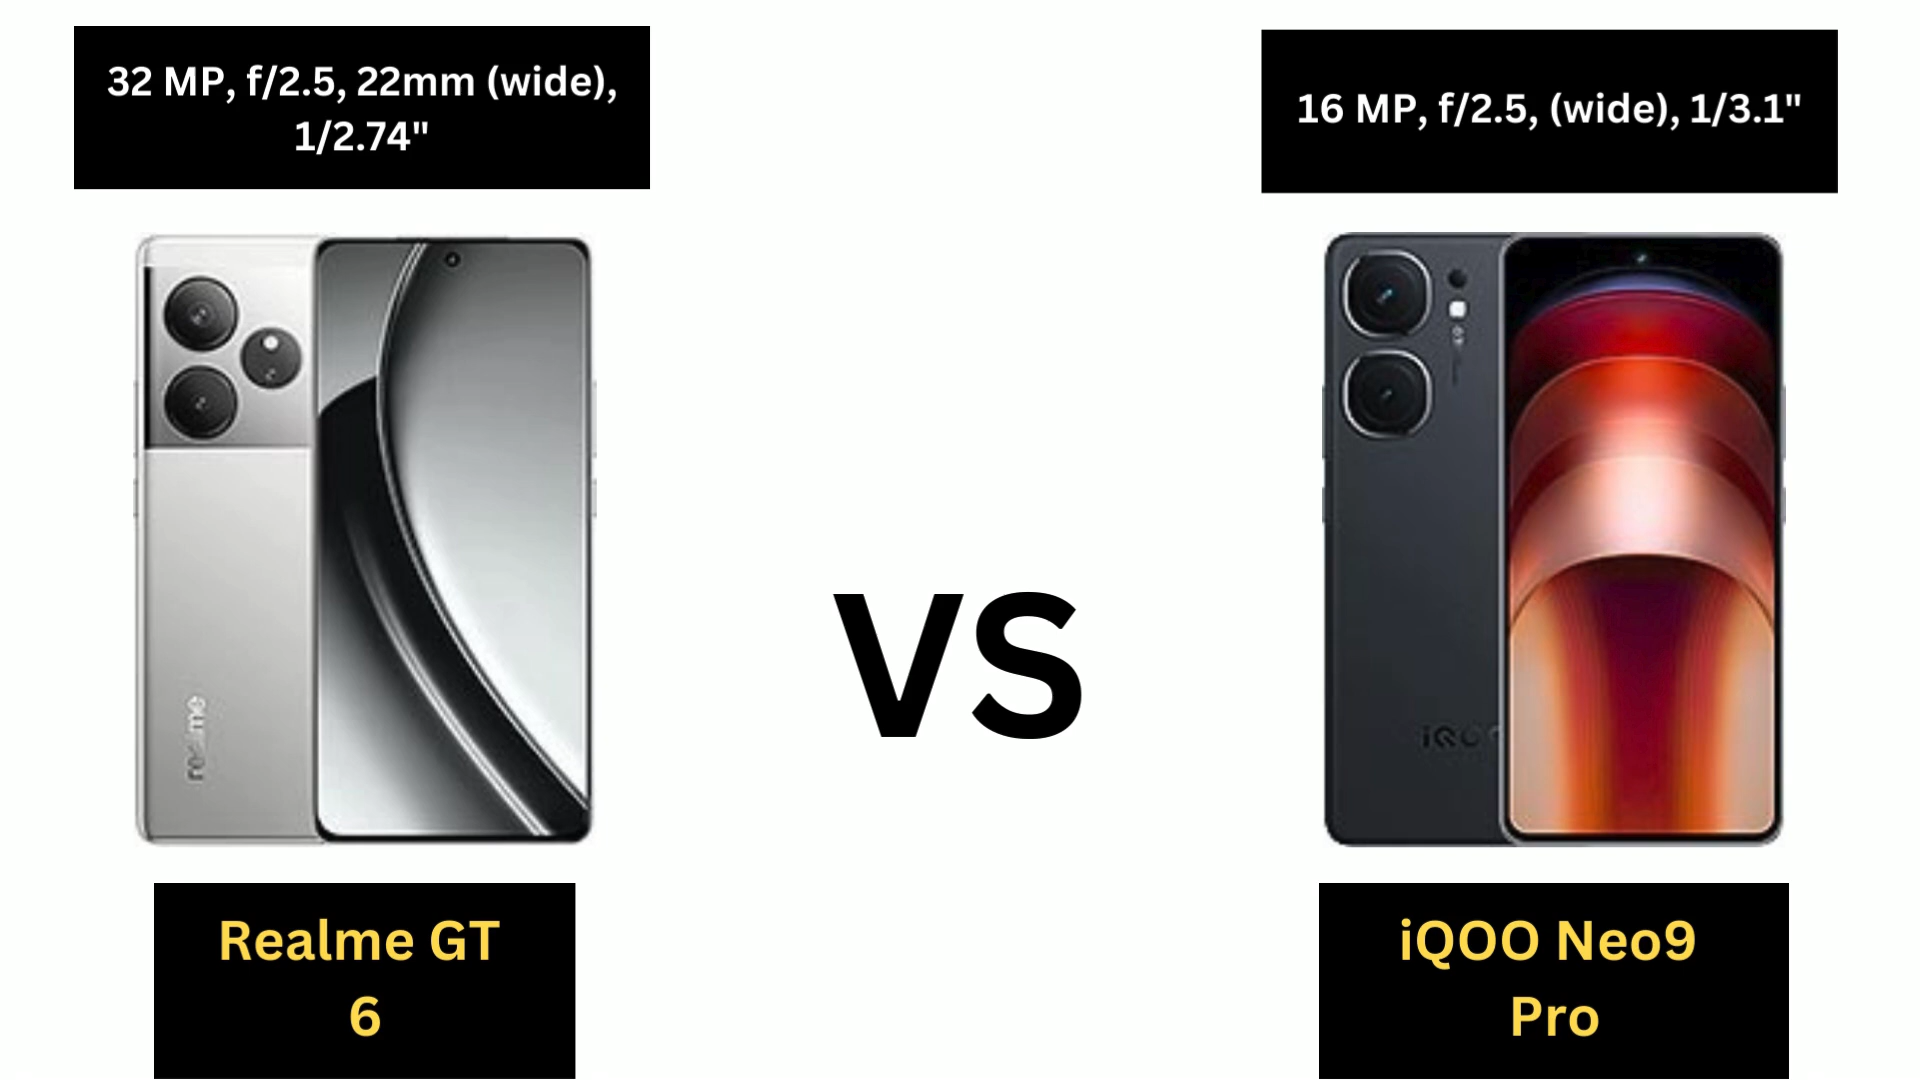 32 MP, f/2.5, 22mm (wide),
1/2.74"
16 MP, f/2.5, (wide), 1/3.1"
realme
VS
Realme GT
6
iQOO Neo9
Pro